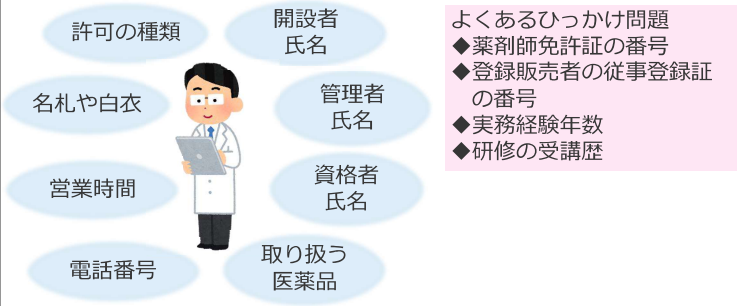 許可の種類
開設者
氏名
名札や白衣
管理者
氏名
営業時間
資格者
氏名
電話番号
取り扱う
医薬品
よくあるひっかけ問題
◆薬剤師免許証の番号
◆登録販売者の従事登録証
の番号
◆実務経験年数
◆研修の受講歴